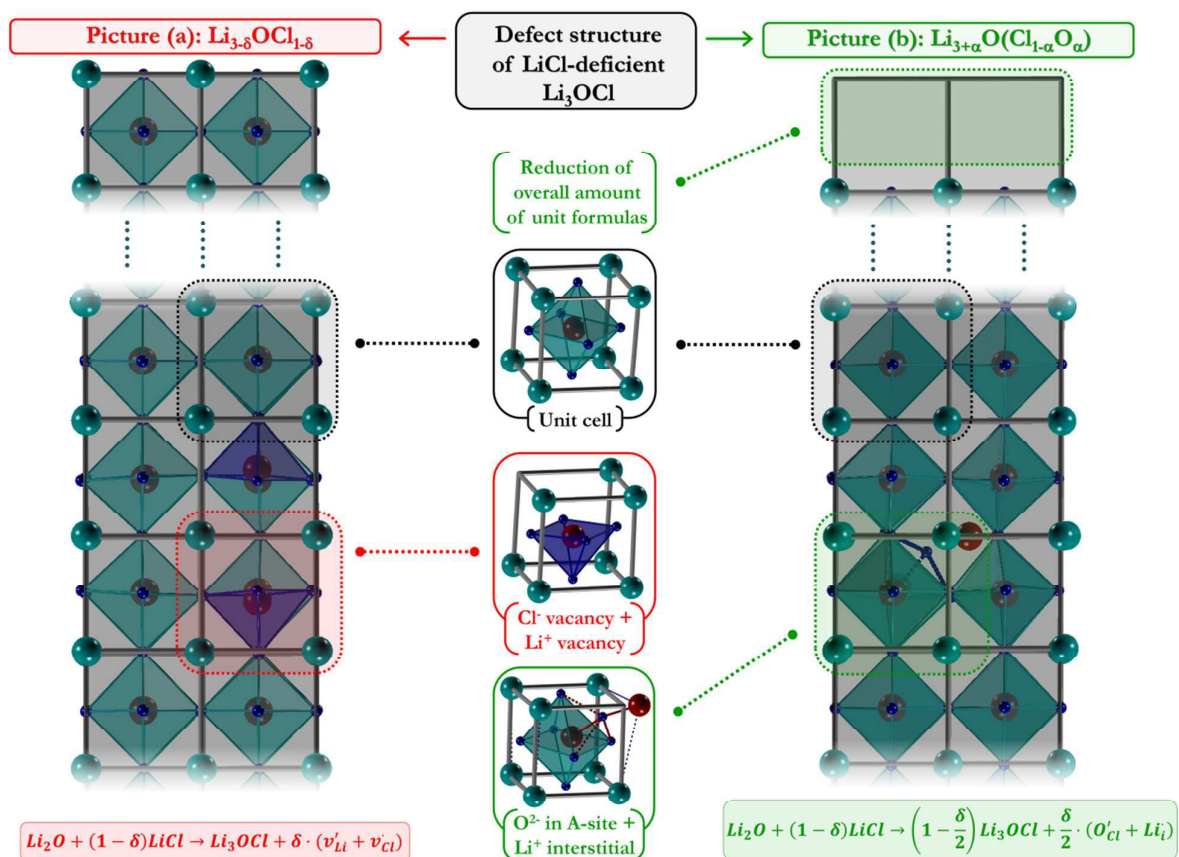 Picture (a): Li₃₋δOCl₁₋δ
Defect structure
of LiCl-deficient
Li₃OCl
Picture (b): Li₃₊αO(Cl₁₋αOα)
Reduction of
overall amount
of unit formulas
Unit cell
Cl⁻ vacancy +
Li⁺ vacancy
O²⁻ in A-site +
Li⁺ interstitial
Li₂O + (1 − δ)LiCl → Li₃OCl + δ · (v′Li + v˙Cl)
Li₂O + (1 − δ)LiCl → (1 − δ/2) Li₃OCl + δ/2 · (O′Cl + Li˙i)